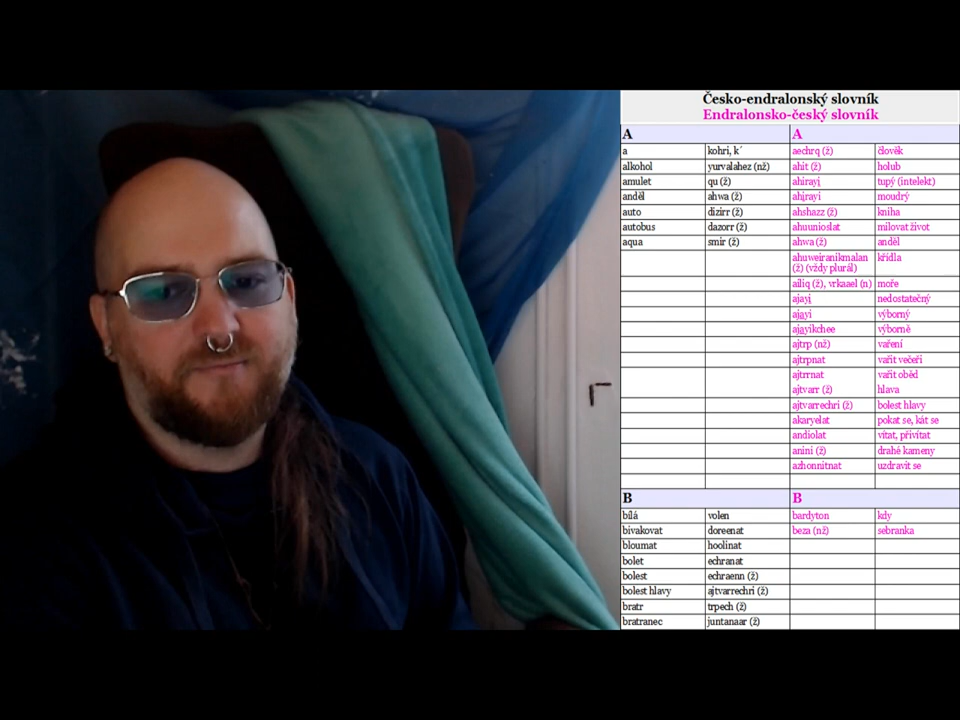 Česko-endralonský slovník
Endralonsko-český slovník
A A
a kohri, k´ aechrq (ž) člověk
alkohol yurvalahez (nž) ahit (ž) holub
amulet qu (ž) ahirayi tupý (intelekt)
anděl ahwa (ž) ahirayi moudrý
auto dizirr (ž) ahshazz (ž) kniha
autobus dazorr (ž) ahuunioslat milovat život
aqua smir (ž) ahwa (ž) anděl
ahuweiranikmalan křídla
(ž) (vždy plurál)
ailiq (ž), vrkaael (n) moře
ajayi nedostatečný
ajayi výborný
ajayikchee výborně
ajtrp (nž) vaření
ajtrpnat vařit večeři
ajtrrnat vařit oběd
ajtvarr (ž) hlava
ajtvarrechri (ž) bolest hlavy
akaryelat pokat se, kát se
andiolat vítat, přivítat
anini (ž) drahé kameny
azhonnitnat uzdravit se
B B
bílá volen bardyton kdy
bivakovat doreenat beza (nž) sebranka
bloumat hoolinat
bolet echranat
bolest echraenn (ž)
bolest hlavy ajtvarrechri (ž)
bratr trpech (ž)
bratranec juntanaar (ž)